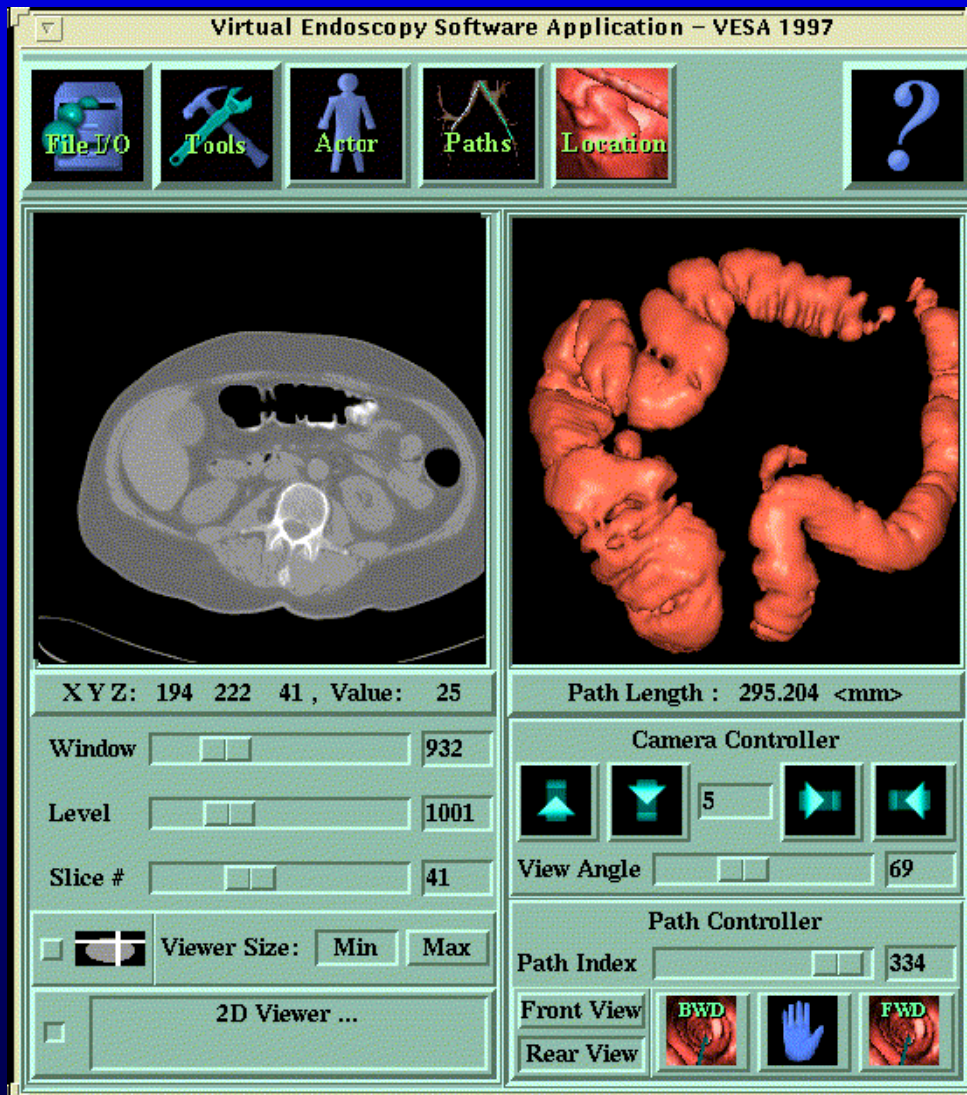 Virtual Endoscopy Software Application – VESA 1997
File I/O
Tools
Actor
Paths
Location
?
X Y Z: 194 222 41 , Value: 25
Window 932
Level 1001
Slice # 41
Viewer Size: Min Max
2D Viewer ...
Path Length : 295.204 <mm>
Camera Controller
5
View Angle 69
Path Controller
Path Index 334
Front View
Rear View
BWD
FWD